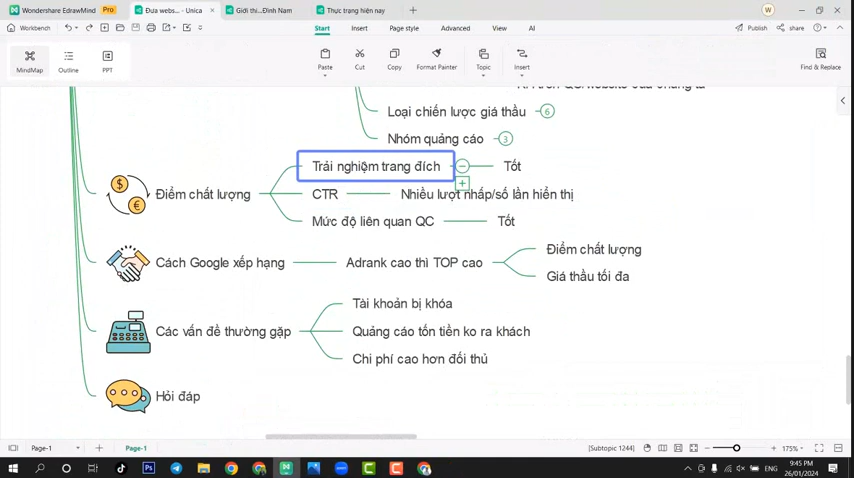 Wondershare EdrawMind Pro
Đưa webs... - Unica
Giới thi...Đình Nam
Thực trạng hiện nay
W
Workbench
Start
Insert
Page style
Advanced
View
AI
Publish
share
MindMap
Outline
PPT
Paste
Cut
Copy
Format Painter
Topic
Insert
Find & Replace
Loại chiến lược giá thầu
6
Nhóm quảng cáo
3
Điểm chất lượng
Trải nghiệm trang đích
Tốt
CTR
Nhiều lượt nhấp/số lần hiển thị
Mức độ liên quan QC
Tốt
Cách Google xếp hạng
Adrank cao thì TOP cao
Điểm chất lượng
Giá thầu tối đa
Các vấn đề thường gặp
Tài khoản bị khóa
Quảng cáo tốn tiền ko ra khách
Chi phí cao hơn đối thủ
Hỏi đáp
Page-1
Page-1
[Subtopic 1244]
175%
ENG
9:45 PM
26/01/2024